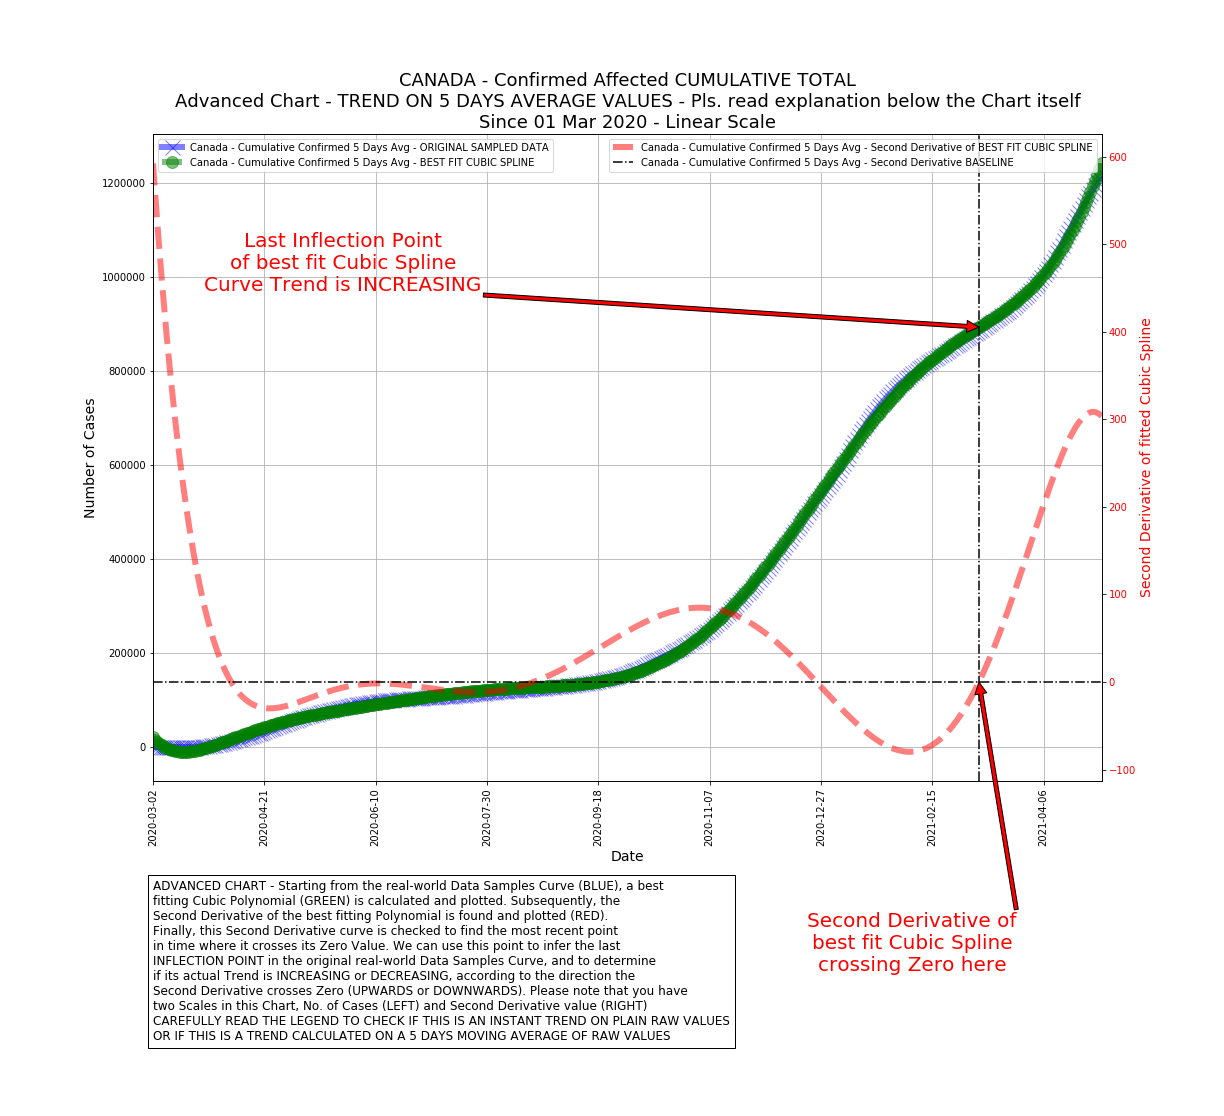 CANADA - Confirmed Affected CUMULATIVE TOTAL
Advanced Chart - TREND ON 5 DAYS AVERAGE VALUES - Pls. read explanation below the Chart itself
Since 01 Mar 2020 - Linear Scale
Canada - Cumulative Confirmed 5 Days Avg - ORIGINAL SAMPLED DATA
Canada - Cumulative Confirmed 5 Days Avg - BEST FIT CUBIC SPLINE
Canada - Cumulative Confirmed 5 Days Avg - Second Derivative of BEST FIT CUBIC SPLINE
Canada - Cumulative Confirmed 5 Days Avg - Second Derivative BASELINE
Last Inflection Point
of best fit Cubic Spline
Curve Trend is INCREASING
Number of Cases
1200000
1000000
800000
600000
400000
200000
0
600
500
400
300
200
100
0
−100
Second Derivative of fitted Cubic Spline
2020-03-02
2020-04-21
2020-06-10
2020-07-30
2020-09-18
2020-11-07
2020-12-27
2021-02-15
2021-04-06
Date
ADVANCED CHART - Starting from the real-world Data Samples Curve (BLUE), a best
fitting Cubic Polynomial (GREEN) is calculated and plotted. Subsequently, the
Second Derivative of the best fitting Polynomial is found and plotted (RED).
Finally, this Second Derivative curve is checked to find the most recent point
in time where it crosses its Zero Value. We can use this point to infer the last
INFLECTION POINT in the original real-world Data Samples Curve, and to determine
if its actual Trend is INCREASING or DECREASING, according to the direction the
Second Derivative crosses Zero (UPWARDS or DOWNWARDS). Please note that you have
two Scales in this Chart, No. of Cases (LEFT) and Second Derivative value (RIGHT)
CAREFULLY READ THE LEGEND TO CHECK IF THIS IS AN INSTANT TREND ON PLAIN RAW VALUES
OR IF THIS IS A TREND CALCULATED ON A 5 DAYS MOVING AVERAGE OF RAW VALUES
Second Derivative of
best fit Cubic Spline
crossing Zero here